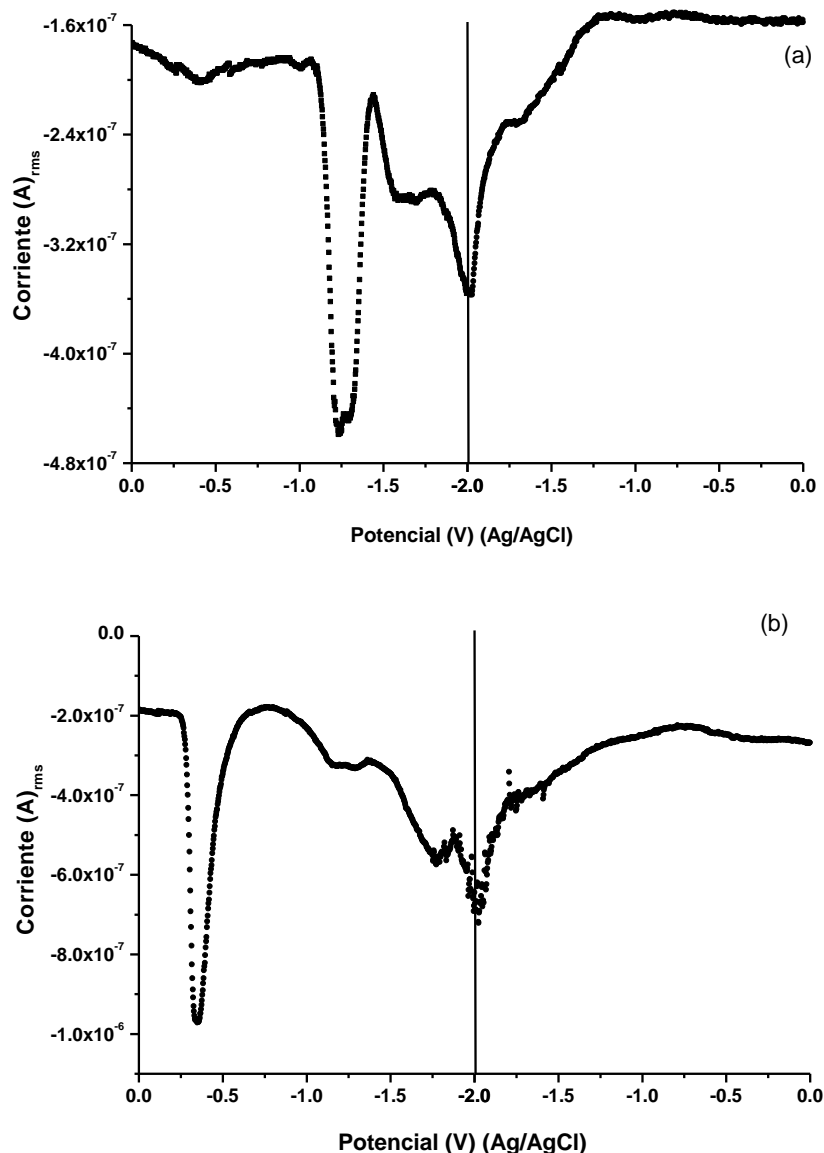 (a)
-1.6x10⁻⁷
-2.4x10⁻⁷
-3.2x10⁻⁷
-4.0x10⁻⁷
-4.8x10⁻⁷
Corriente (A)rms
0.0 -0.5 -1.0 -1.5 -2.0 -1.5 -1.0 -0.5 0.0
Potencial (V) (Ag/AgCl)
(b)
0.0
-2.0x10⁻⁷
-4.0x10⁻⁷
-6.0x10⁻⁷
-8.0x10⁻⁷
-1.0x10⁻⁶
Corriente (A)rms
0.0 -0.5 -1.0 -1.5 -2.0 -1.5 -1.0 -0.5 0.0
Potencial (V) (Ag/AgCl)